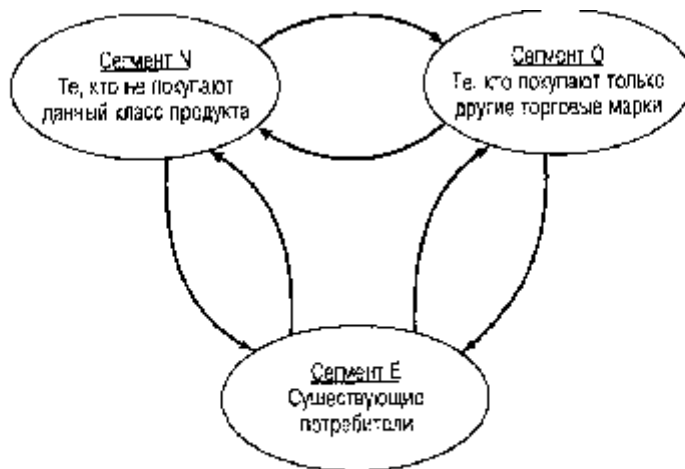 Сегмент N
Те, кто не покупают
данный класс продукта
Сегмент O
Те, кто покупают только
другие торговые марки
Сегмент E
Существующие
потребители